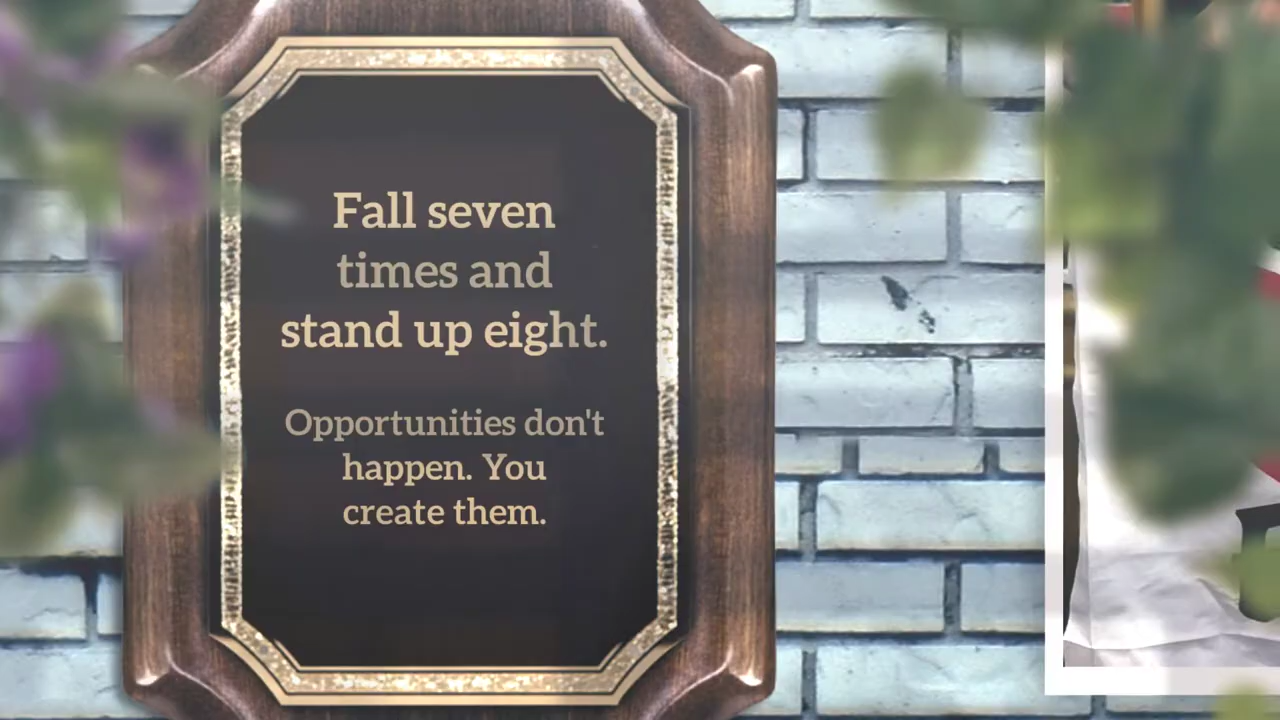 Fall seven
times and
stand up eight.
Opportunities don't
happen. You
create them.